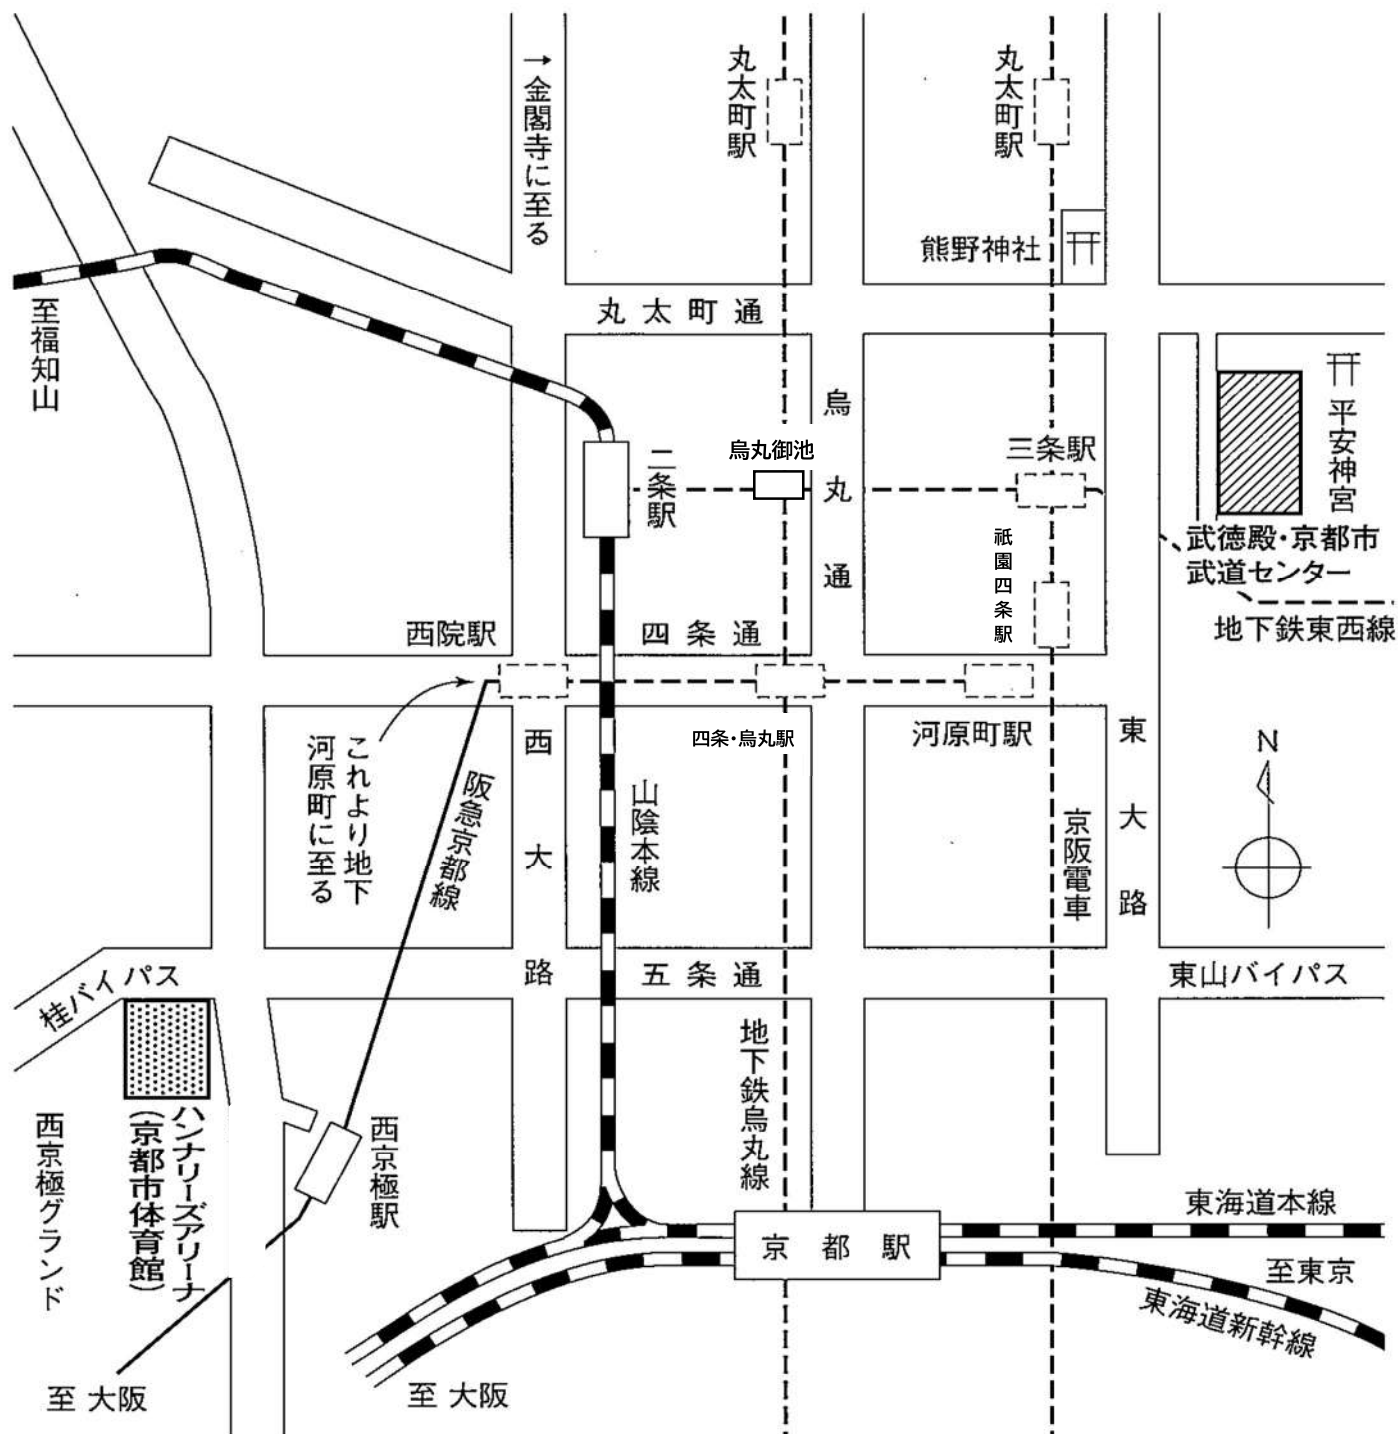 →金閣寺に至る
丸太町駅
丸太町駅
熊野神社
至福知山
丸太町通
烏丸通
二条駅
烏丸御池
三条駅
平安神宮
武徳殿・京都市
武道センター
地下鉄東西線
祇園四条駅
西院駅
四条通
四条・烏丸駅
河原町駅
これより地下
河原町に至る
阪急京都線
西大路
山陰本線
京阪電車
東大路
N
桂バイパス
五条通
東山バイパス
地下鉄烏丸線
ハンナリーズアリーナ
(京都市体育館)
西京極グランド
西京極駅
京都駅
東海道本線
至東京
東海道新幹線
至 大阪
至 大阪